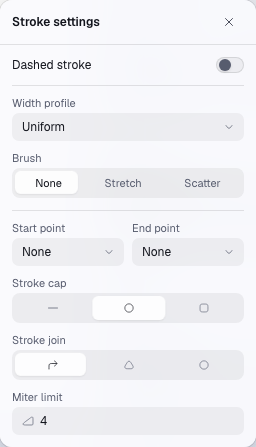 Stroke settings
Dashed stroke
Width profile
Uniform
Brush
None Stretch Scatter
Start point End point
None None
Stroke cap
Stroke join
Miter limit
4